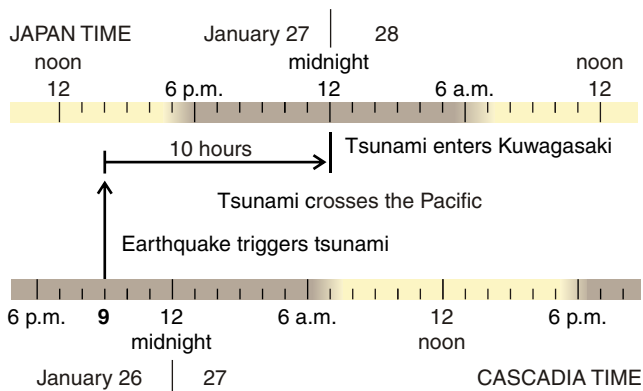 JAPAN TIME January 27 28
noon midnight noon
12 6 p.m. 12 6 a.m. 12
10 hours Tsunami enters Kuwagasaki
Tsunami crosses the Pacific
Earthquake triggers tsunami
6 p.m. 9 12 6 a.m. 12 6 p.m.
midnight noon
January 26 27 CASCADIA TIME